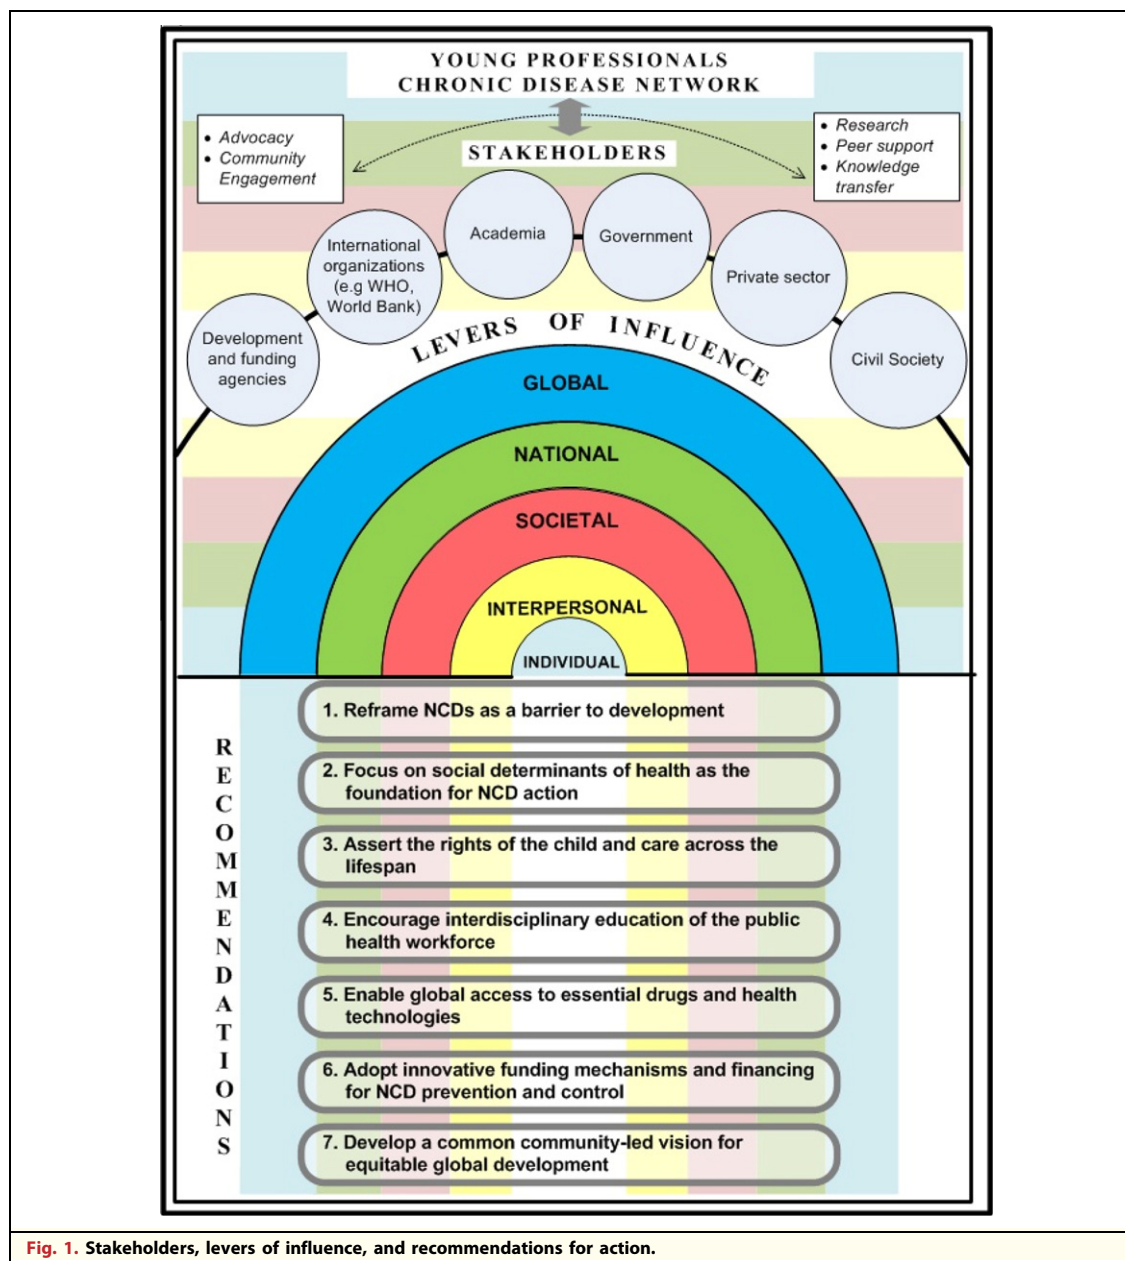 YOUNG PROFESSIONALS
CHRONIC DISEASE NETWORK
• Advocacy
• Community
Engagement
• Research
• Peer support
• Knowledge
transfer
STAKEHOLDERS
Development
and funding
agencies
International
organizations
(e.g WHO,
World Bank)
Academia
Government
Private sector
Civil Society
LEVERS OF INFLUENCE
GLOBAL
NATIONAL
SOCIETAL
INTERPERSONAL
INDIVIDUAL
RECOMMENDATIONS
1. Reframe NCDs as a barrier to development
2. Focus on social determinants of health as the
foundation for NCD action
3. Assert the rights of the child and care across the
lifespan
4. Encourage interdisciplinary education of the public
health workforce
5. Enable global access to essential drugs and health
technologies
6. Adopt innovative funding mechanisms and financing
for NCD prevention and control
7. Develop a common community-led vision for
equitable global development
Fig. 1. Stakeholders, levers of influence, and recommendations for action.